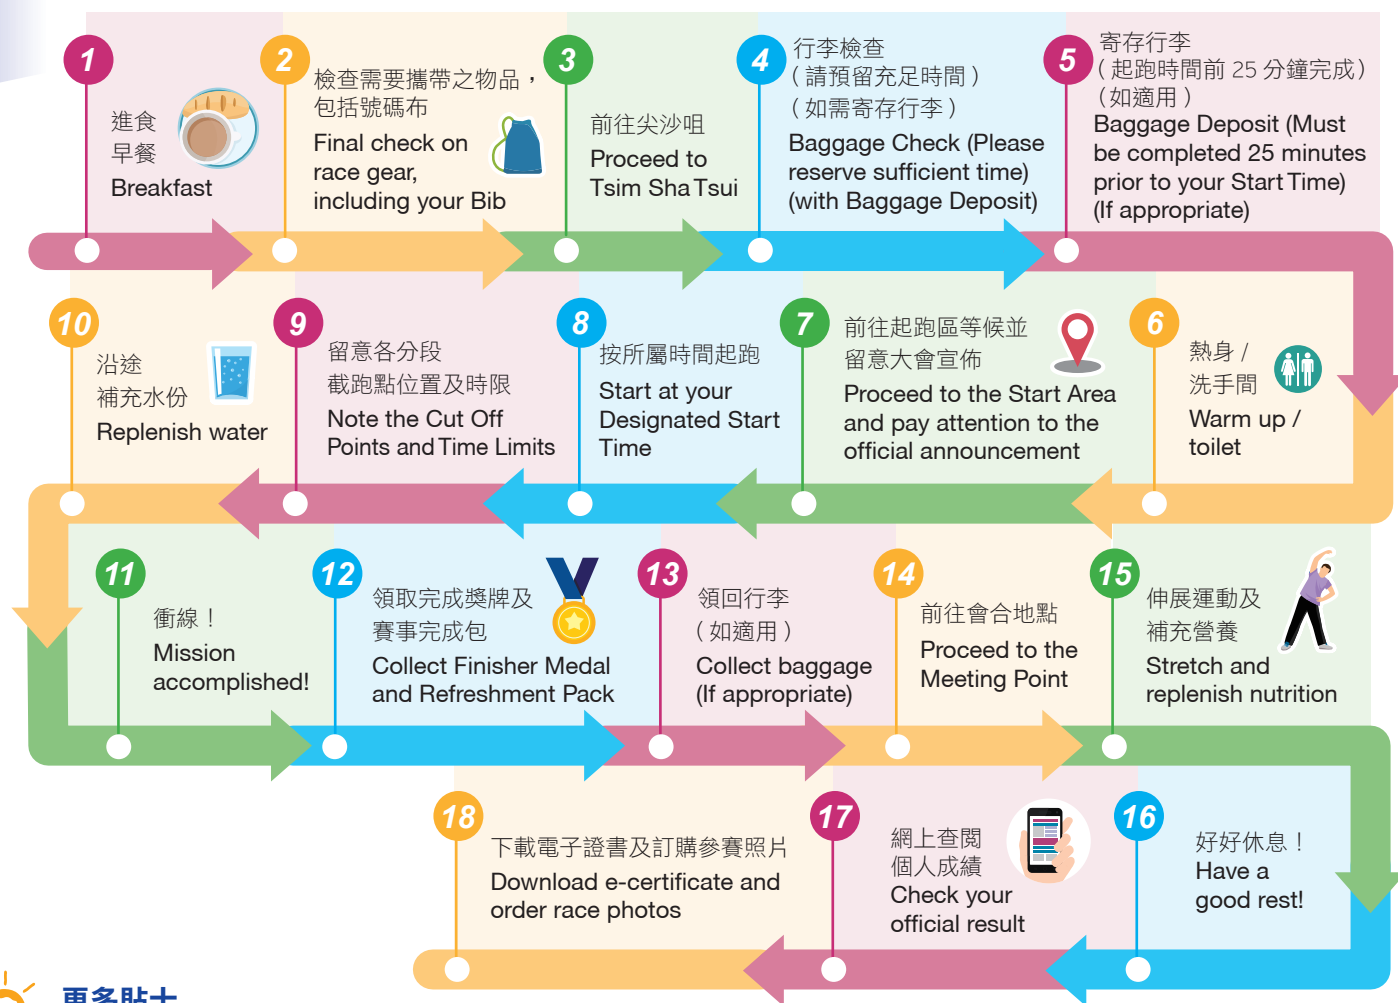 1
進食
早餐
Breakfast
2
檢查需要攜帶之物品，
包括號碼布
Final check on
race gear,
including your Bib
3
前往尖沙咀
Proceed to
Tsim Sha Tsui
4
行李檢查
（請預留充足時間）
（如需寄存行李）
Baggage Check (Please
reserve sufficient time)
(with Baggage Deposit)
5
寄存行李
（起跑時間前 25 分鐘完成）
（如適用）
Baggage Deposit (Must
be completed 25 minutes
prior to your Start Time)
(If appropriate)
6
熱身 /
洗手間
Warm up /
toilet
7
前往起跑區等候並
留意大會宣佈
Proceed to the Start Area
and pay attention to the
official announcement
8
按所屬時間起跑
Start at your
Designated Start
Time
9
留意各分段
截跑點位置及時限
Note the Cut Off
Points and Time Limits
10
沿途
補充水份
Replenish water
11
衝線！
Mission
accomplished!
12
領取完成獎牌及
賽事完成包
Collect Finisher Medal
and Refreshment Pack
13
領回行李
（如適用）
Collect baggage
(If appropriate)
14
前往會合地點
Proceed to the
Meeting Point
15
伸展運動及
補充營養
Stretch and
replenish nutrition
16
好好休息！
Have a
good rest!
17
網上查閱
個人成績
Check your
official result
18
下載電子證書及訂購參賽照片
Download e-certificate and
order race photos
更多貼士